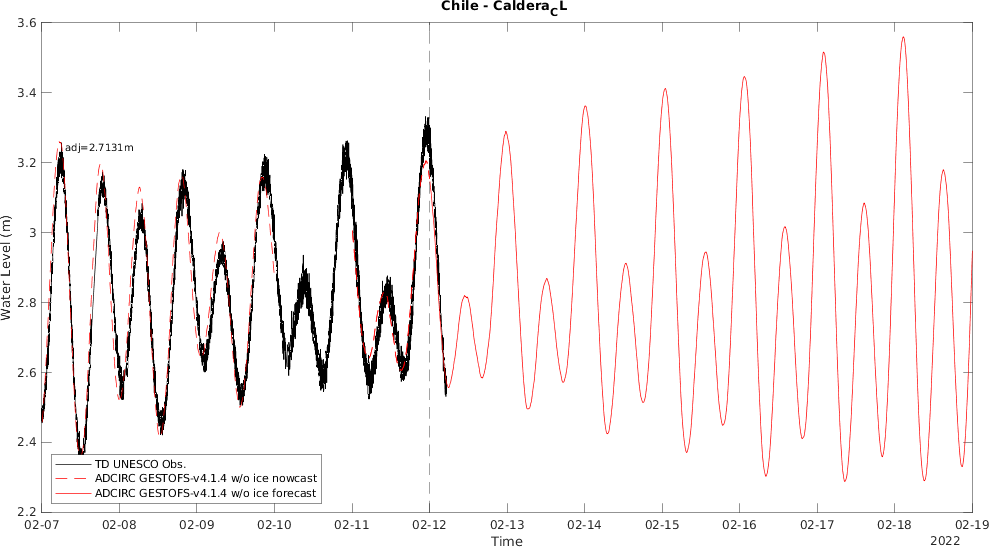 Chile - Caldera_CL
3.6
3.4
3.2
3
2.8
2.6
2.4
2.2
Water Level (m)
adj=2.7131m
TD UNESCO Obs.
ADCIRC GESTOFS-v4.1.4 w/o ice nowcast
ADCIRC GESTOFS-v4.1.4 w/o ice forecast
02-07 02-08 02-09 02-10 02-11 02-12 02-13 02-14 02-15 02-16 02-17 02-18 02-19
Time
2022